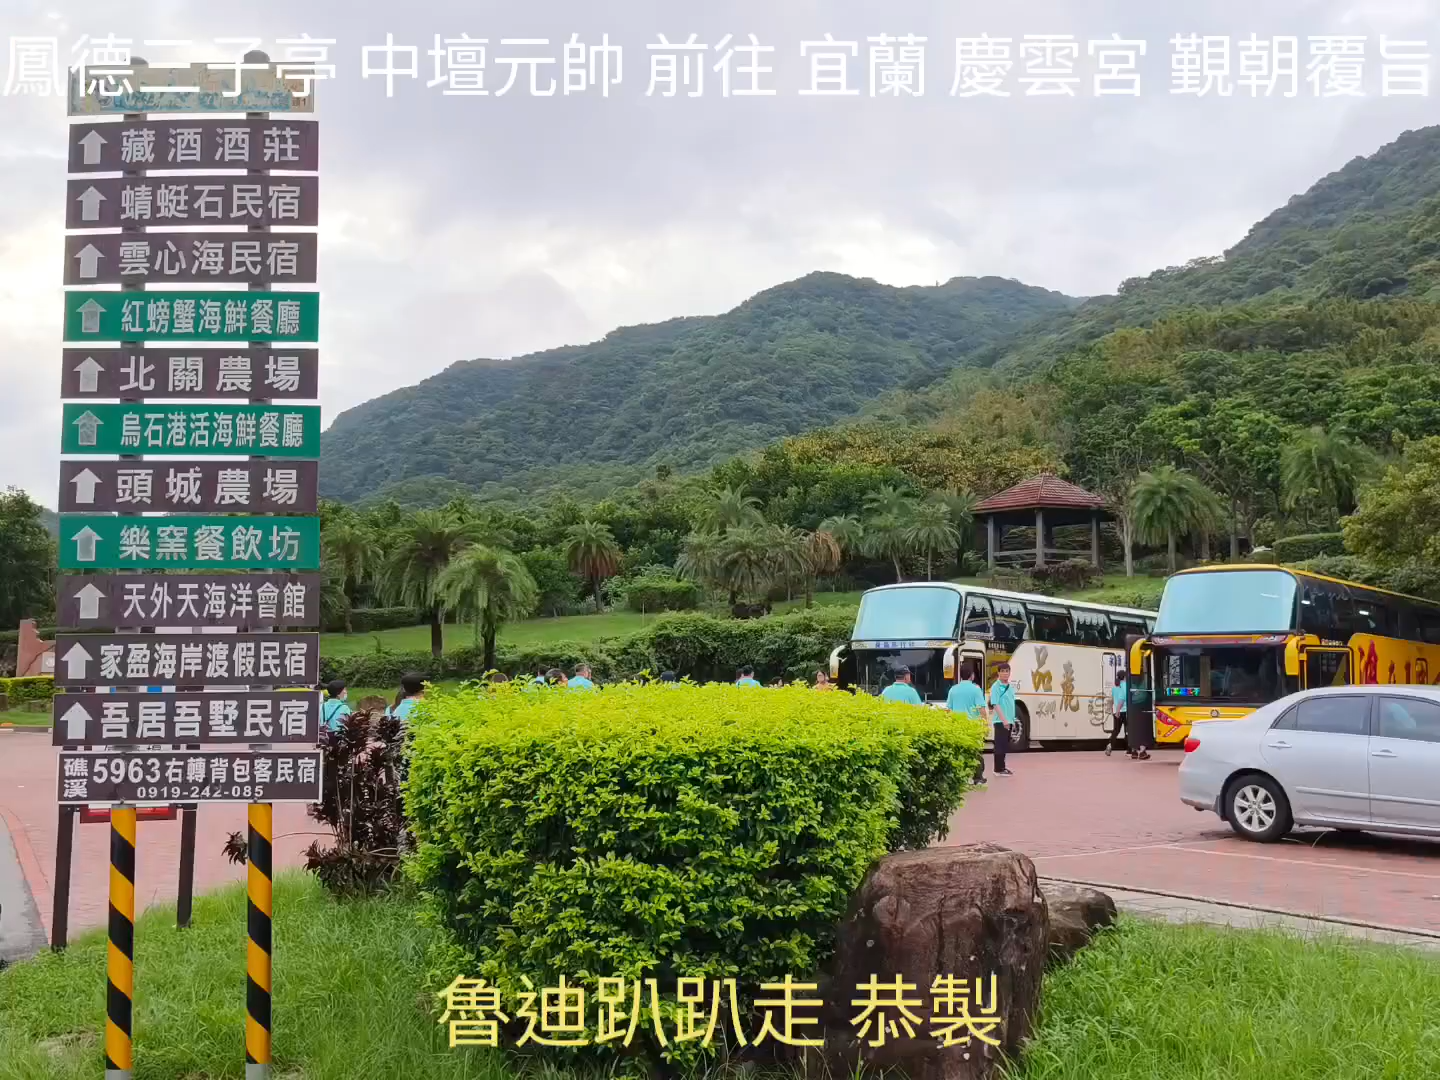 鳳德三子亭 中壇元帥 前往 宜蘭 慶雲宮 覲朝覆旨
藏酒酒莊
蜻蜓石民宿
雲心海民宿
紅螃蟹海鮮餐廳
北關農場
烏石港活海鮮餐廳
頭城農場
樂窯餐飲坊
天外天海洋會館
家盈海岸渡假民宿
吾居吾墅民宿
礁溪 5963右轉背包客民宿
0919-242-085
品麗
魯迪趴趴走 恭製